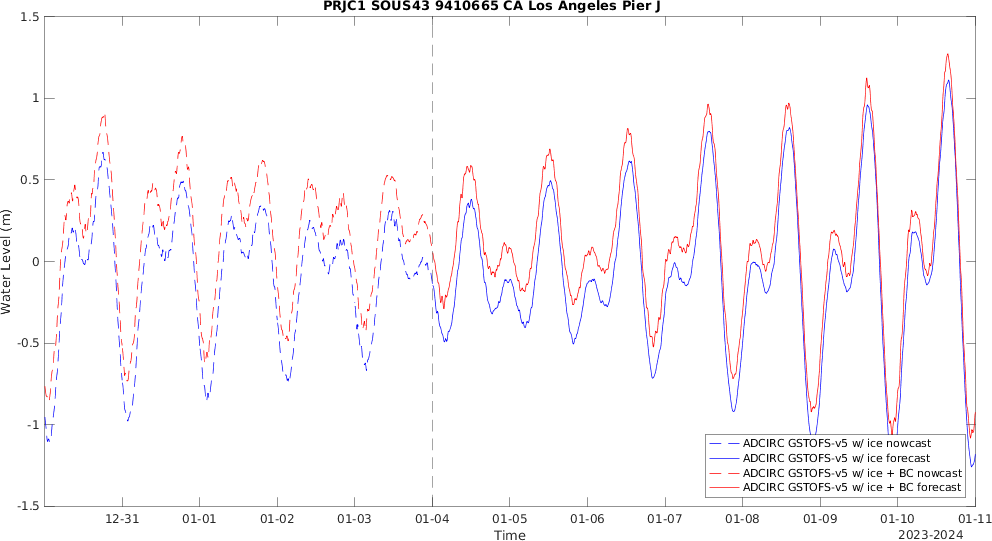 PRJC1 SOUS43 9410665 CA Los Angeles Pier J
1.5
1
0.5
0
-0.5
-1
-1.5
Water Level (m)
ADCIRC GSTOFS-v5 w/ ice nowcast
ADCIRC GSTOFS-v5 w/ ice forecast
ADCIRC GSTOFS-v5 w/ ice + BC nowcast
ADCIRC GSTOFS-v5 w/ ice + BC forecast
12-31 01-01 01-02 01-03 01-04 01-05 01-06 01-07 01-08 01-09 01-10 01-11
Time
2023-2024